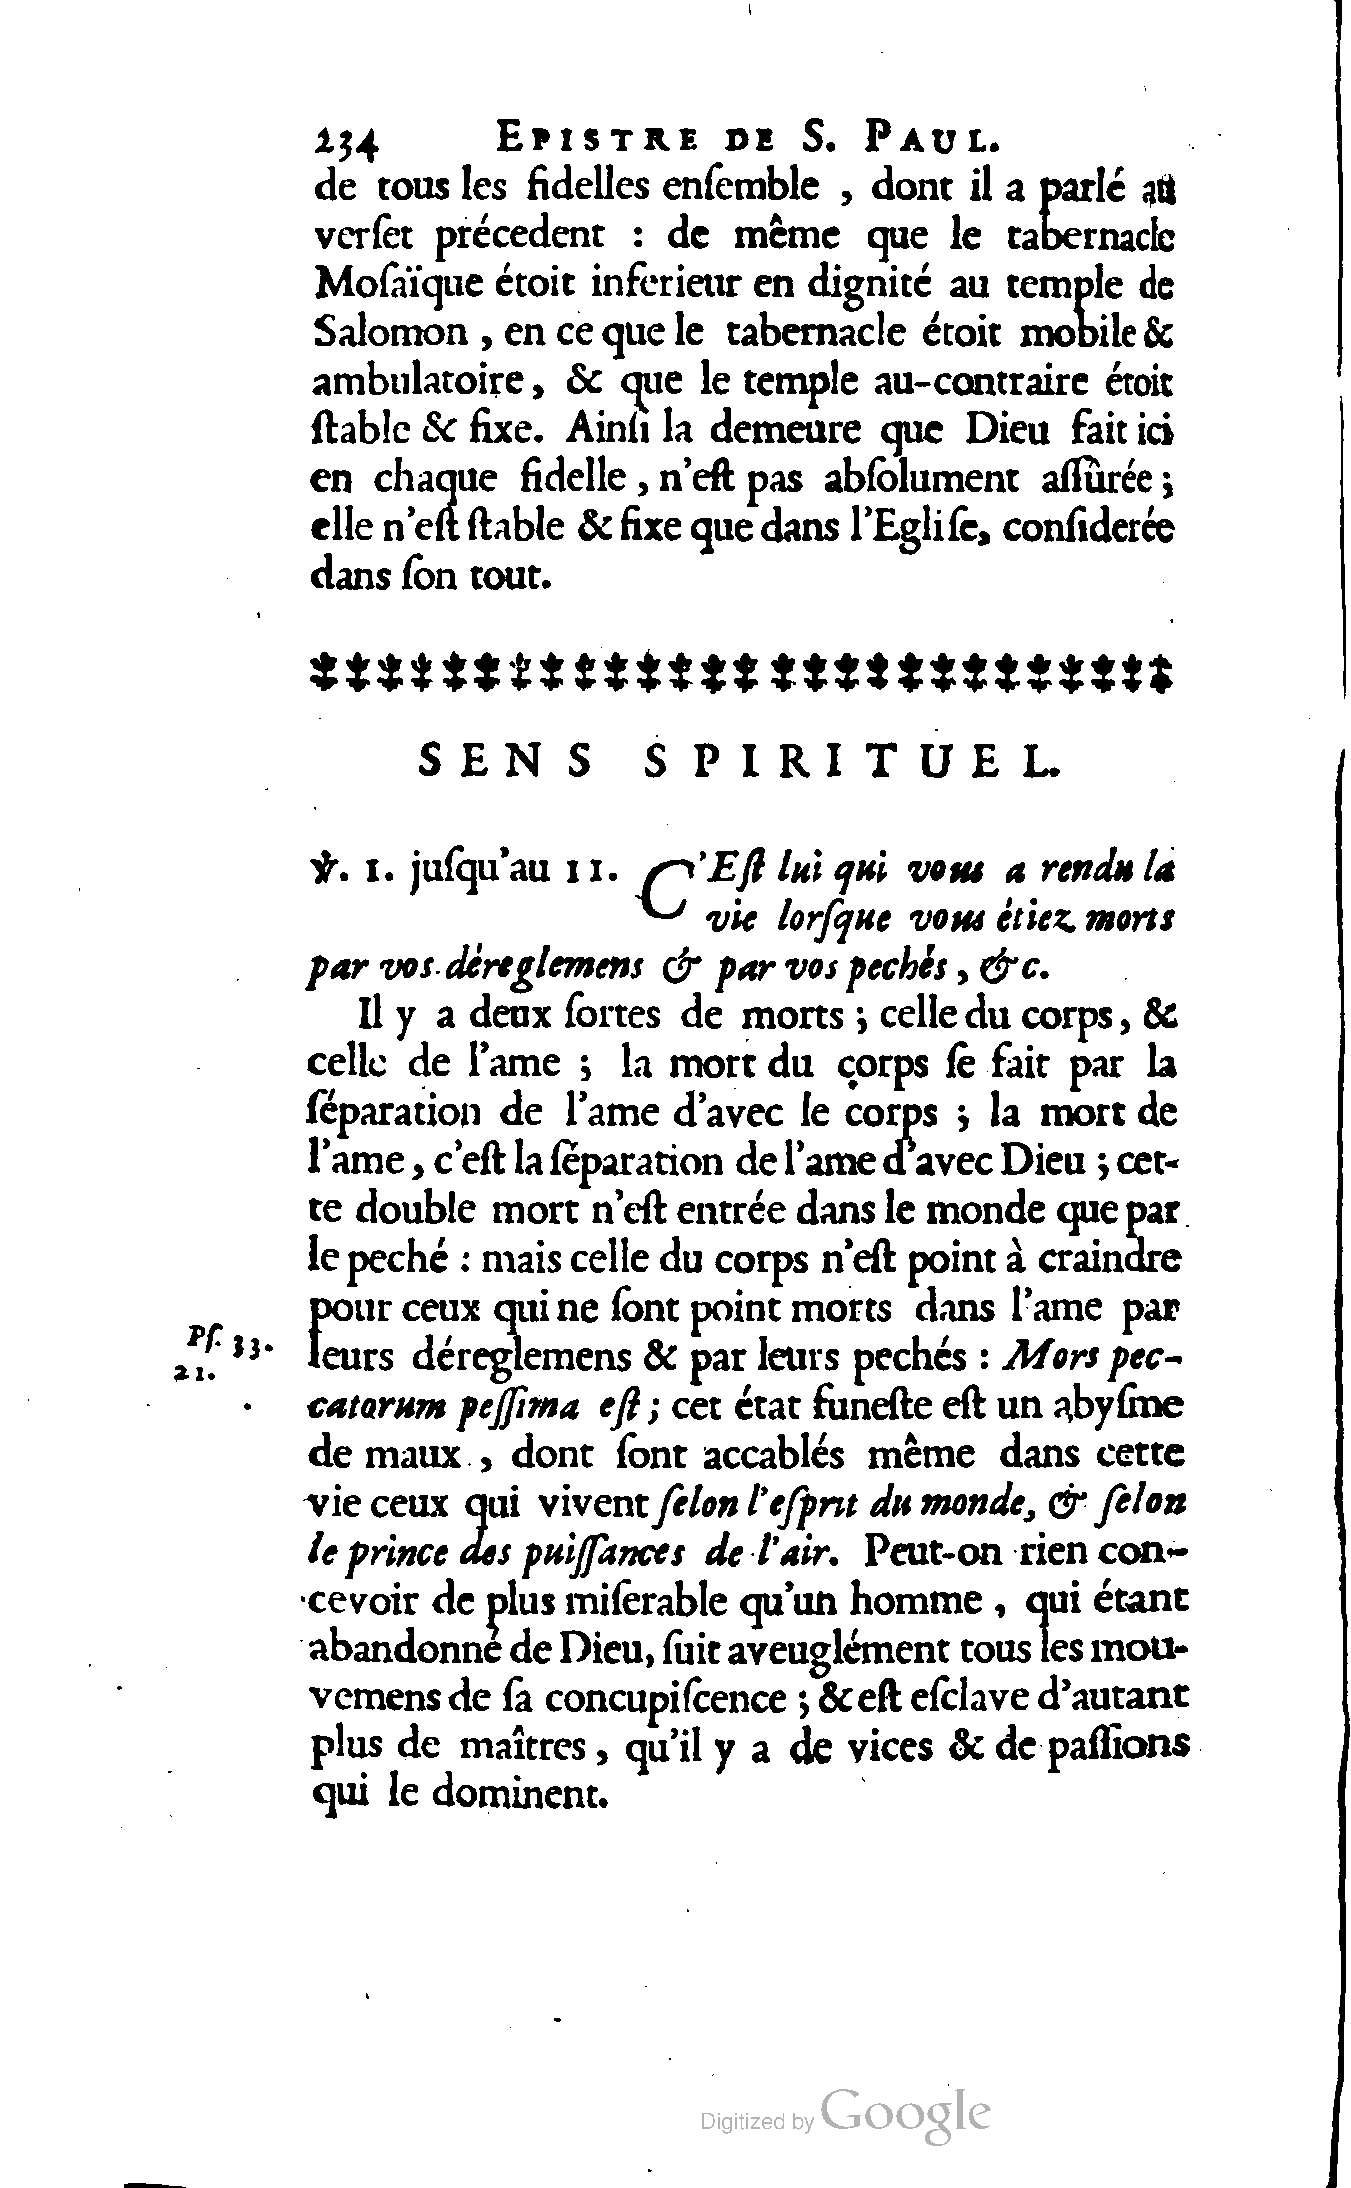 234 EPISTRE DE S. PAUL.
de tous les fidelles enſemble , dont il a parlé au
verſet précedent : de même que le tabernacle
Moſaïque étoit inferieur en dignité au temple de
Salomon , en ce que le tabernacle étoit mobile &
ambulatoire, & que le temple au-contraire étoit
ſtable & fixe. Ainſi la demeure que Dieu fait ici
en chaque fidelle , n'eſt pas abſolument aſſûrée ;
elle n'eſt ſtable & fixe que dans l'Egliſe, conſiderée
dans ſon tout.
SENS SPIRITUEL.
℣. 1. juſqu'au 11. C'Eſt lui qui vous a rendu la
vie lorſque vous étiez morts
par vos déreglemens & par vos pechés , &c.
Il y a deux ſortes de morts ; celle du corps, &
celle de l'ame ; la mort du corps ſe fait par la
ſéparation de l'ame d'avec le corps ; la mort de
l'ame, c'eſt la ſéparation de l'ame d'avec Dieu ; cet-
te double mort n'eſt entrée dans le monde que par
le peché : mais celle du corps n'eſt point à craindre
pour ceux qui ne ſont point morts dans l'ame par
Pſ. 33.
21.
leurs déreglemens & par leurs pechés : Mors pec-
catorum peſſima eſt ; cet état funeſte eſt un abyſme
de maux , dont ſont accablés même dans cette
vie ceux qui vivent ſelon l'eſprit du monde, & ſelon
le prince des puiſſances de l'air. Peut-on rien con-
cevoir de plus miſerable qu'un homme , qui étant
abandonné de Dieu, ſuit aveuglément tous les mou-
vemens de ſa concupiſcence ; & eſt eſclave d'autant
plus de maîtres , qu'il y a de vices & de paſſions
qui le dominent.
Digitized by Google